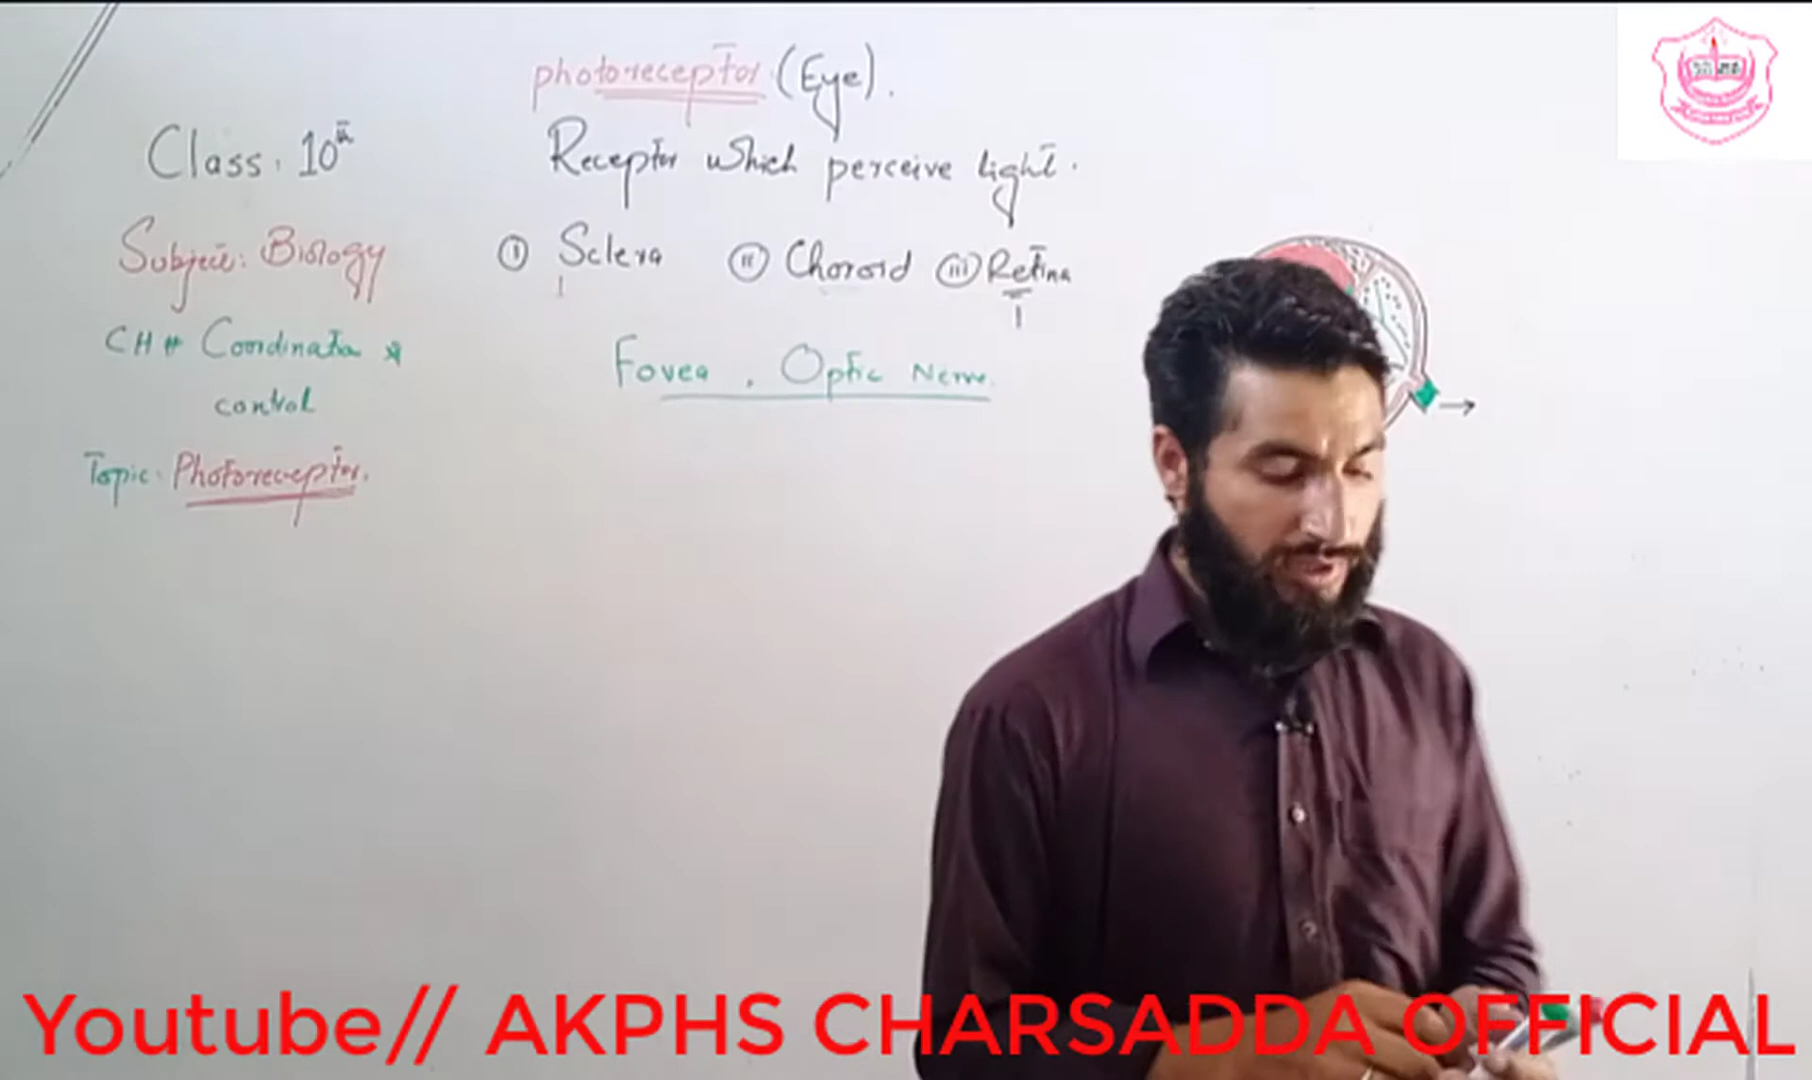 photoreceptor (Eye).
Class: 10th
Receptor which perceive light.
Subject: Biology
(i) Sclera (ii) Choroid (iii) Retina
CH # Coordination &
control
Fovea , Optic Nerve.
Topic: Photoreceptor.
Youtube// AKPHS CHARSADDA OFFICIAL